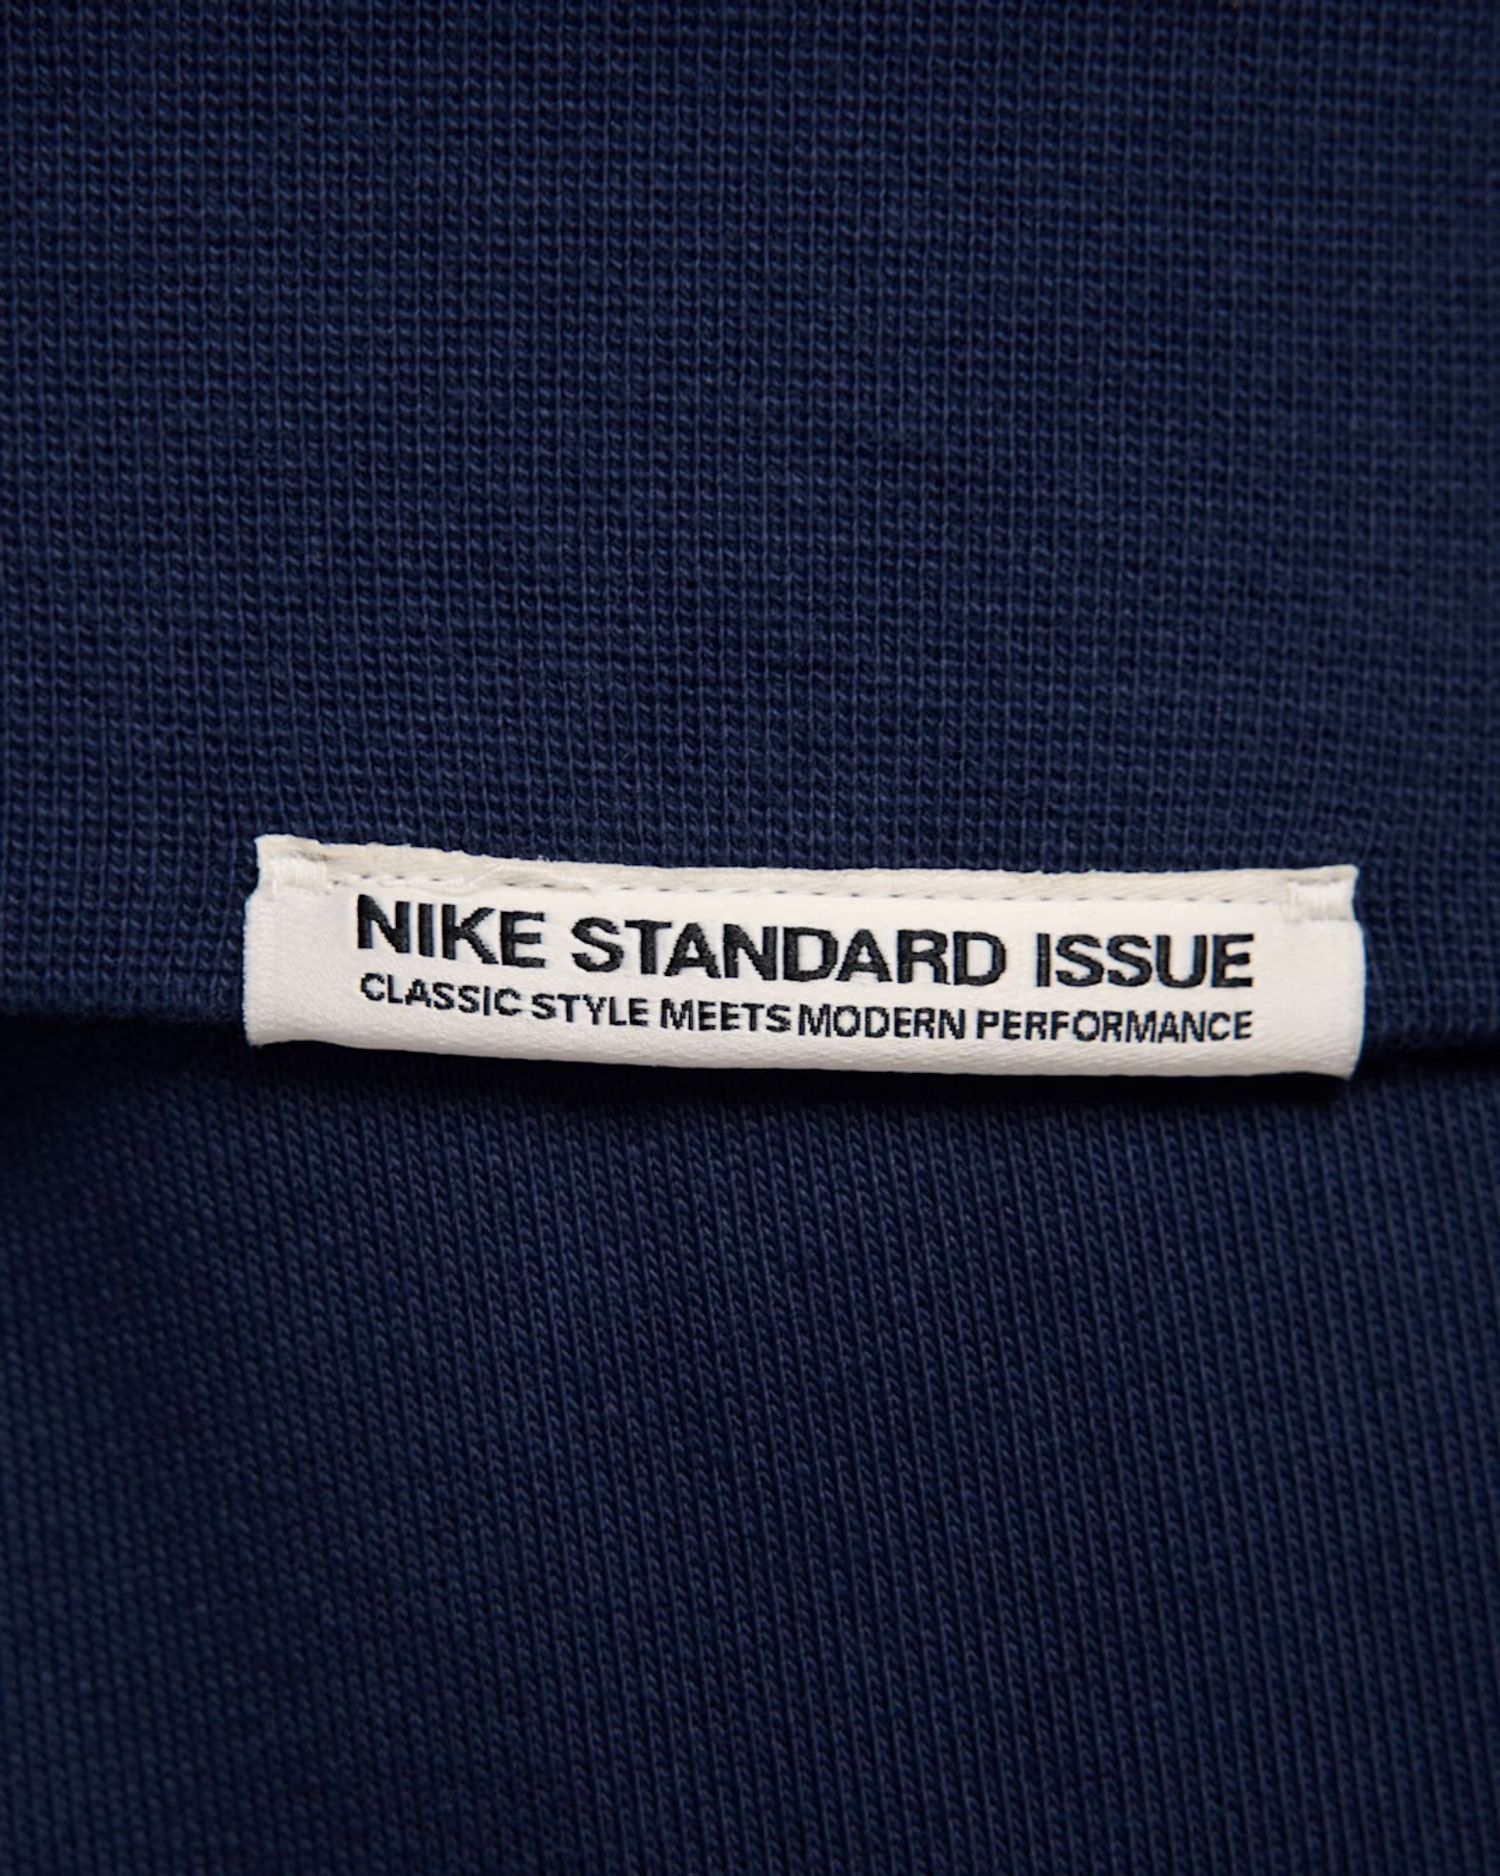 NIKE STANDARD ISSUE
CLASSIC STYLE MEETS MODERN PERFORMANCE